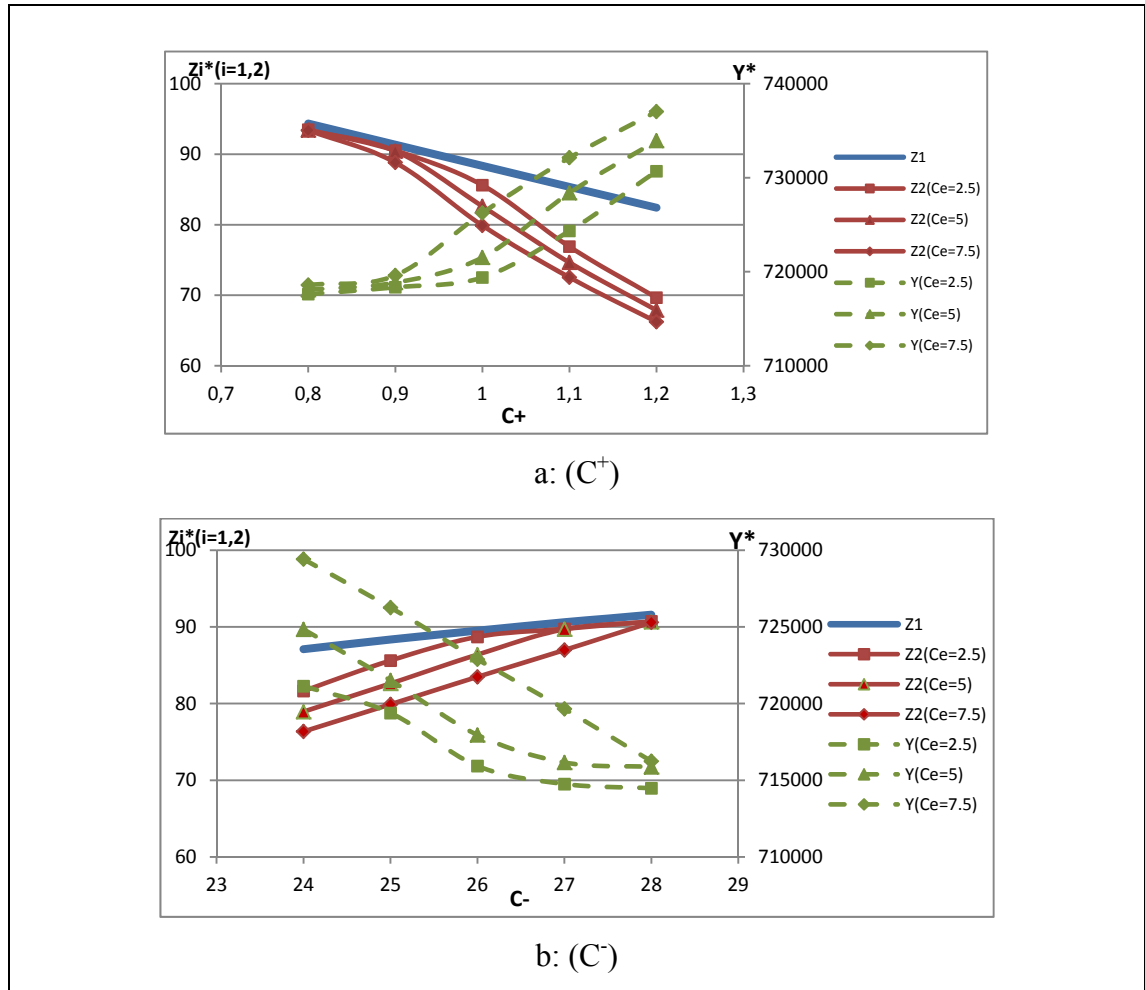 Zi*(i=1,2)
Y*
100
90
80
70
60
740000
730000
720000
710000
0,7
0,8
0,9
1
1,1
1,2
1,3
C+
Z1
Z2(Ce=2.5)
Z2(Ce=5)
Z2(Ce=7.5)
Y(Ce=2.5)
Y(Ce=5)
Y(Ce=7.5)
a: (C⁺)
Zi*(i=1,2)
Y*
100
90
80
70
60
730000
725000
720000
715000
710000
23
24
25
26
27
28
29
C-
Z1
Z2(Ce=2.5)
Z2(Ce=5)
Z2(Ce=7.5)
Y(Ce=2.5)
Y(Ce=5)
Y(Ce=7.5)
b: (C⁻)